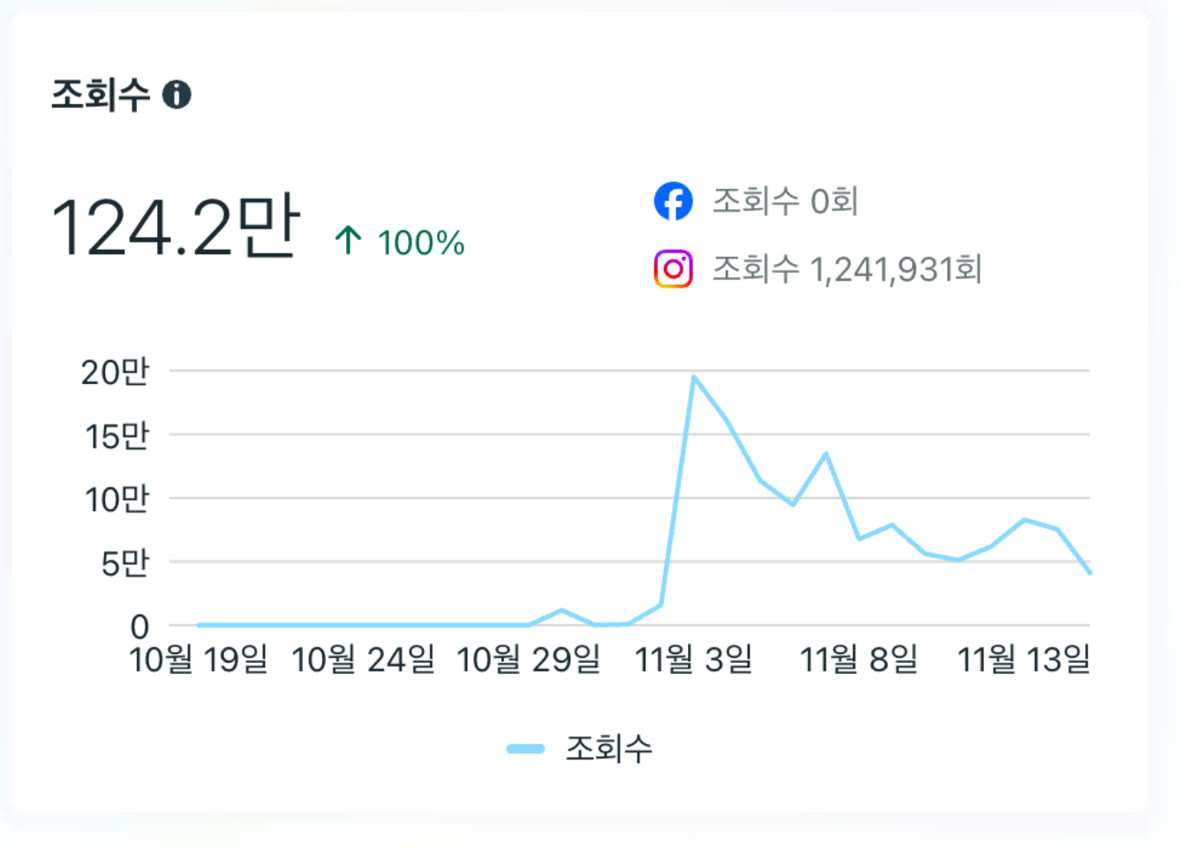 조회수
124.2만 ↑ 100%
조회수 0회
조회수 1,241,931회
20만
15만
10만
5만
0
10월 19일 10월 24일 10월 29일 11월 3일 11월 8일 11월 13일
조회수